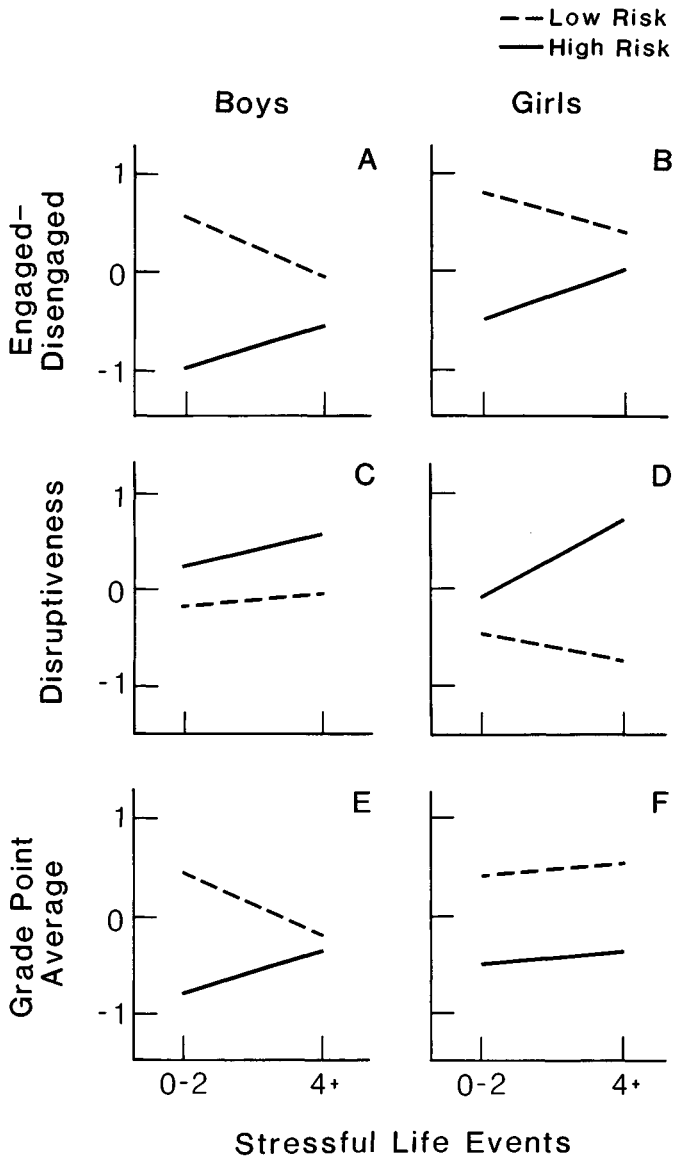 Low Risk
High Risk
Boys
Girls
Engaged–
Disengaged
1
0
-1
A
B
Disruptiveness
1
0
-1
C
D
Grade Point
Average
1
0
-1
E
F
0-2
4+
0-2
4+
Stressful Life Events